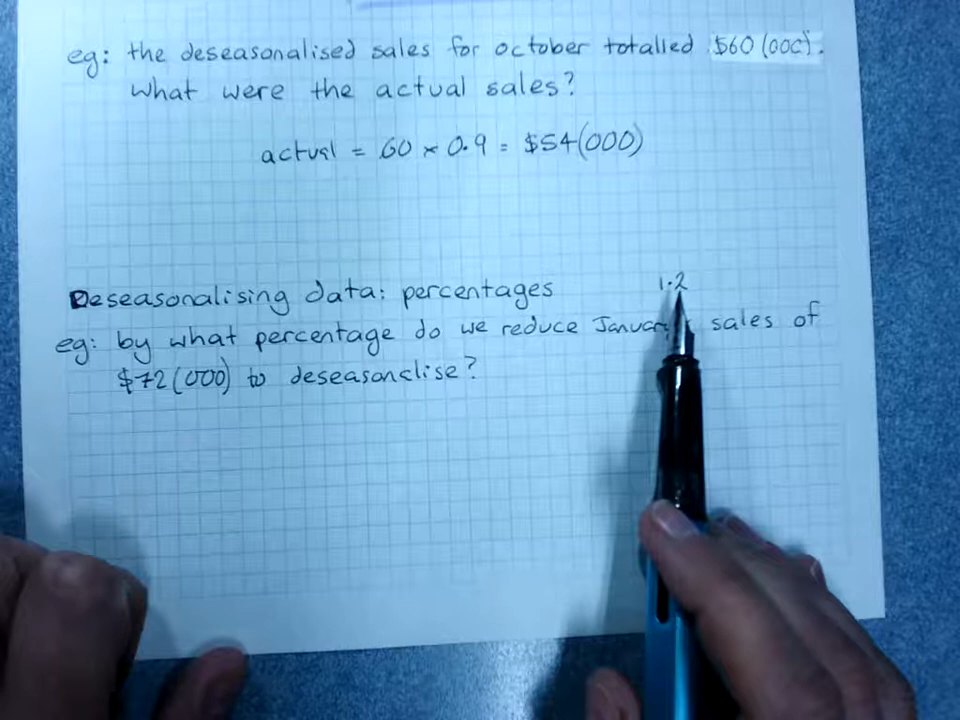 eg: the deseasonalised sales for october totalled $60 (000).
What were the actual sales?
actual = 60 × 0.9 = $54(000)
Deseasonalising data: percentages
1.2
eg: by what percentage do we reduce January sales of
$72(000) to deseasonalise?